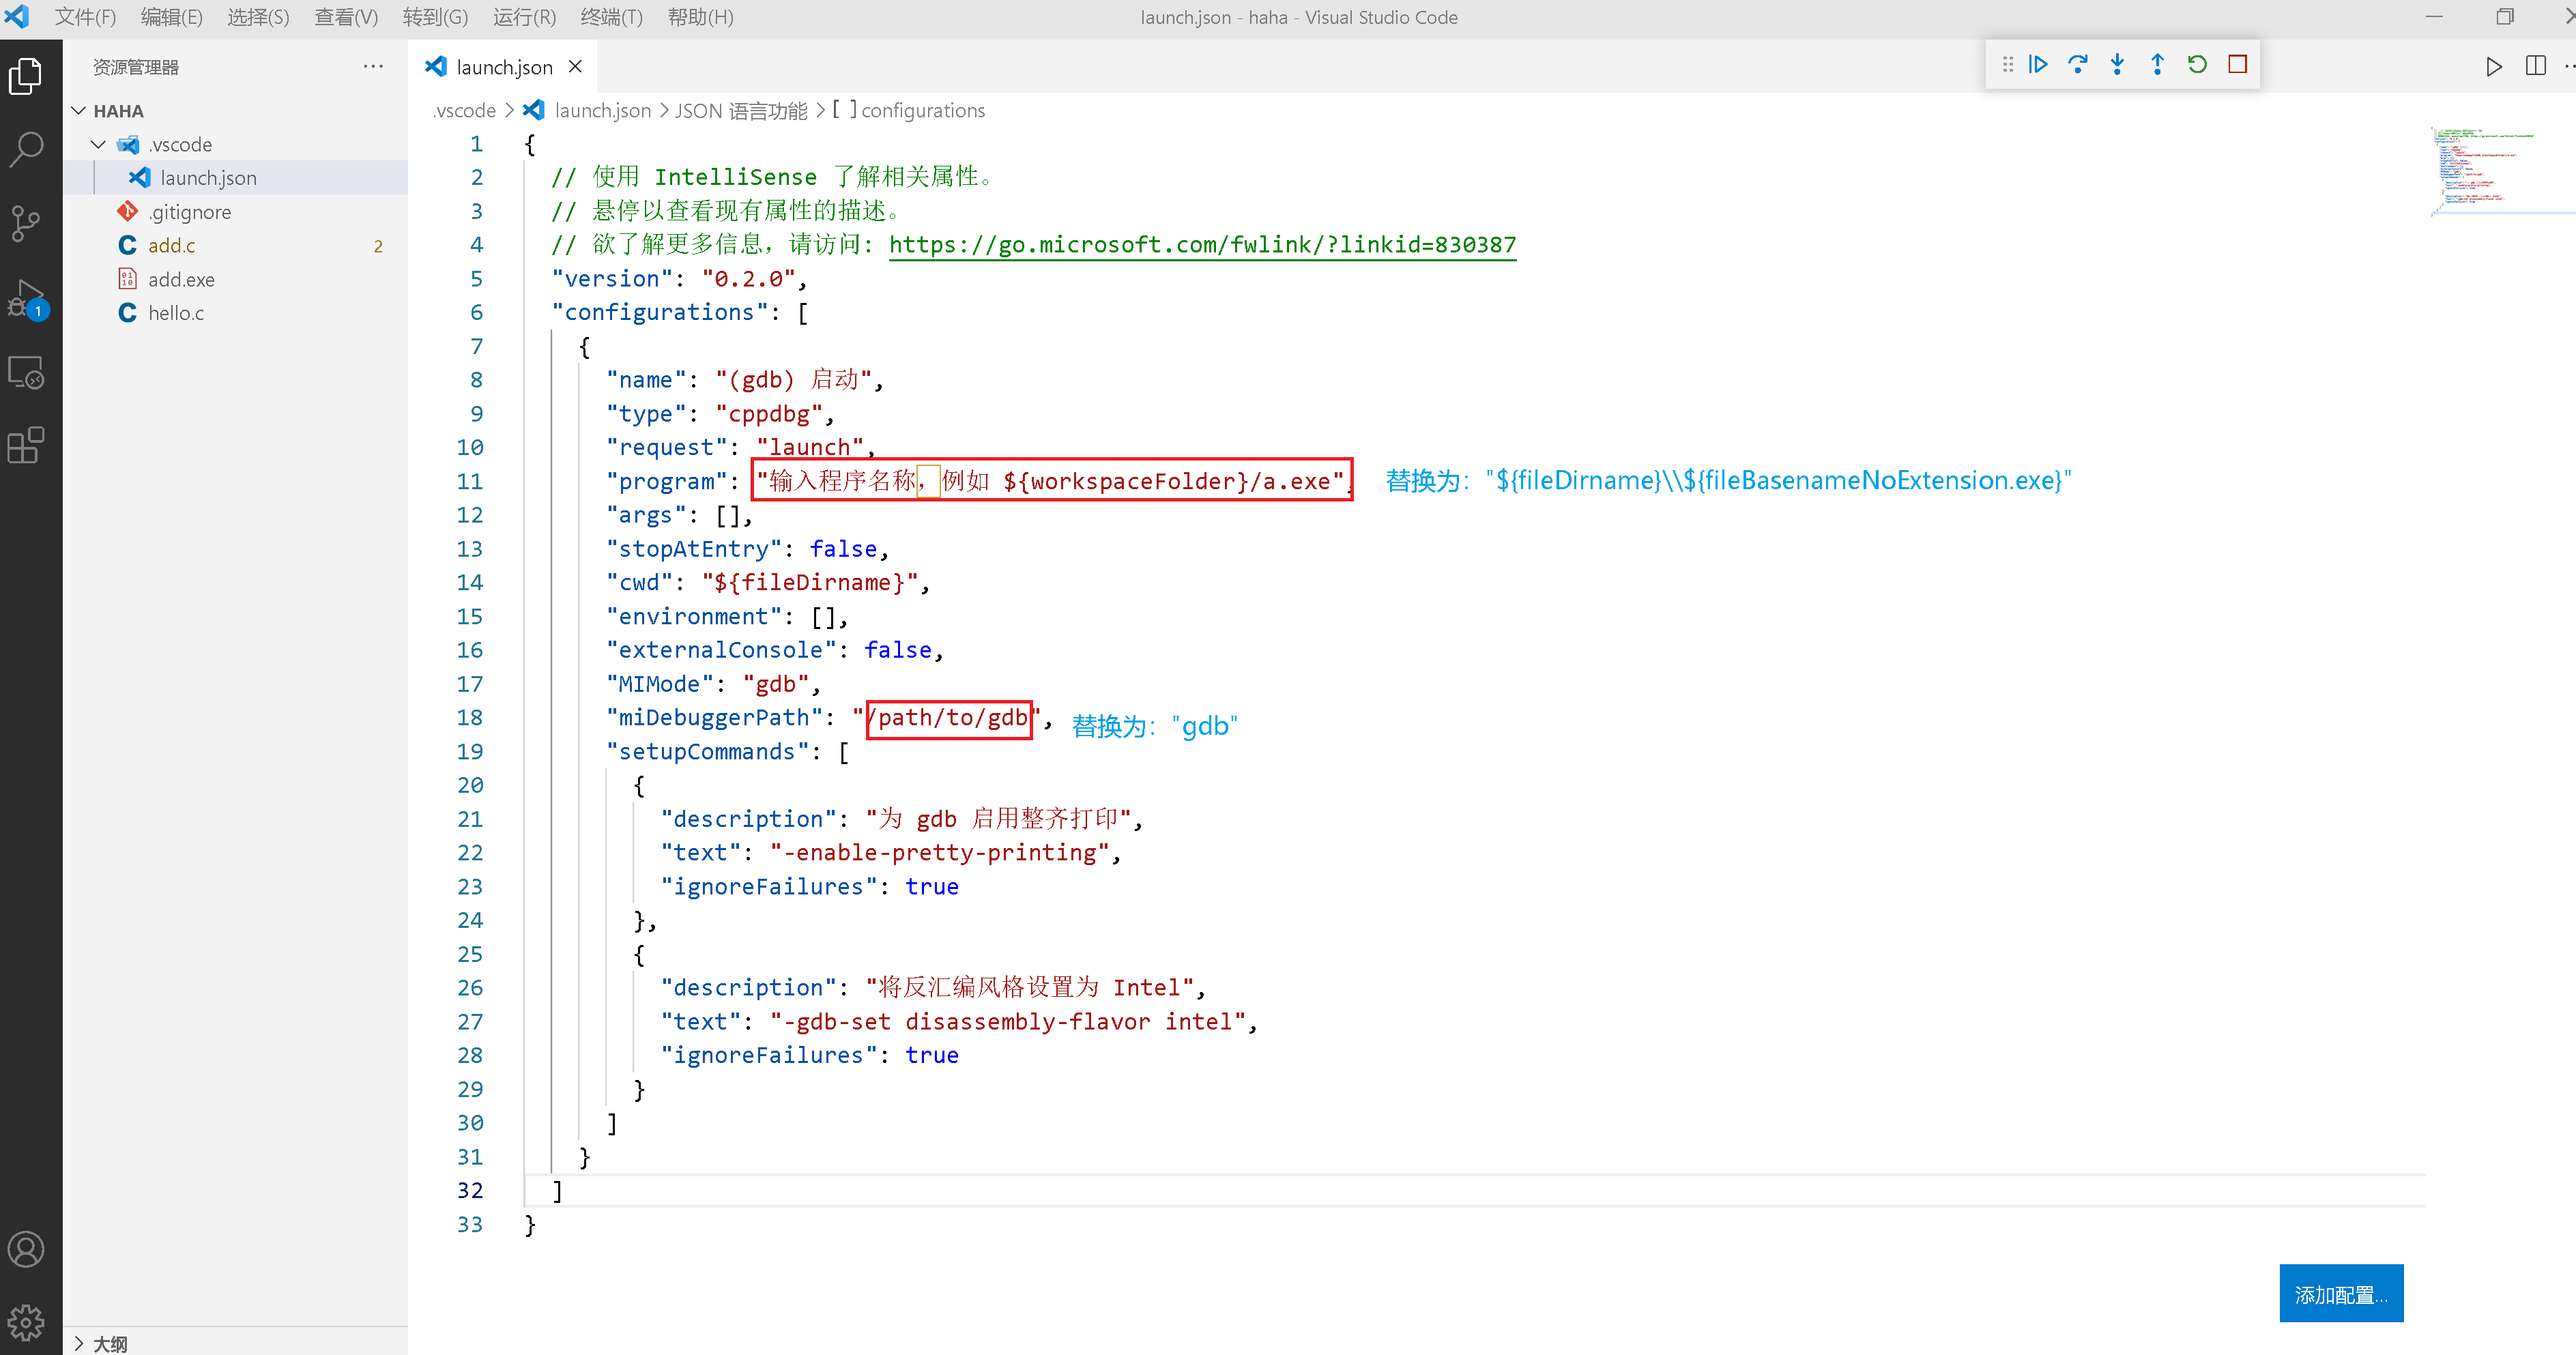 文件(F) 编辑(E) 选择(S) 查看(V) 转到(G) 运行(R) 终端(T) 帮助(H) launch.json - haha - Visual Studio Code
资源管理器 ···
HAHA
.vscode
launch.json
.gitignore
add.c 2
add.exe
hello.c
1
大纲
launch.json
.vscode > launch.json > JSON 语言功能 > [ ] configurations
1 {
2 // 使用 IntelliSense 了解相关属性。
3 // 悬停以查看现有属性的描述。
4 // 欲了解更多信息，请访问: https://go.microsoft.com/fwlink/?linkid=830387
5 "version": "0.2.0",
6 "configurations": [
7 {
8 "name": "(gdb) 启动",
9 "type": "cppdbg",
10 "request": "launch",
11 "program": "输入程序名称，例如 ${workspaceFolder}/a.exe", 替换为："${fileDirname}\\${fileBasenameNoExtension.exe}"
12 "args": [],
13 "stopAtEntry": false,
14 "cwd": "${fileDirname}",
15 "environment": [],
16 "externalConsole": false,
17 "MIMode": "gdb",
18 "miDebuggerPath": "/path/to/gdb", 替换为："gdb"
19 "setupCommands": [
20 {
21 "description": "为 gdb 启用整齐打印",
22 "text": "-enable-pretty-printing",
23 "ignoreFailures": true
24 },
25 {
26 "description": "将反汇编风格设置为 Intel",
27 "text": "-gdb-set disassembly-flavor intel",
28 "ignoreFailures": true
29 }
30 ]
31 }
32 ]
33 }
添加配置...